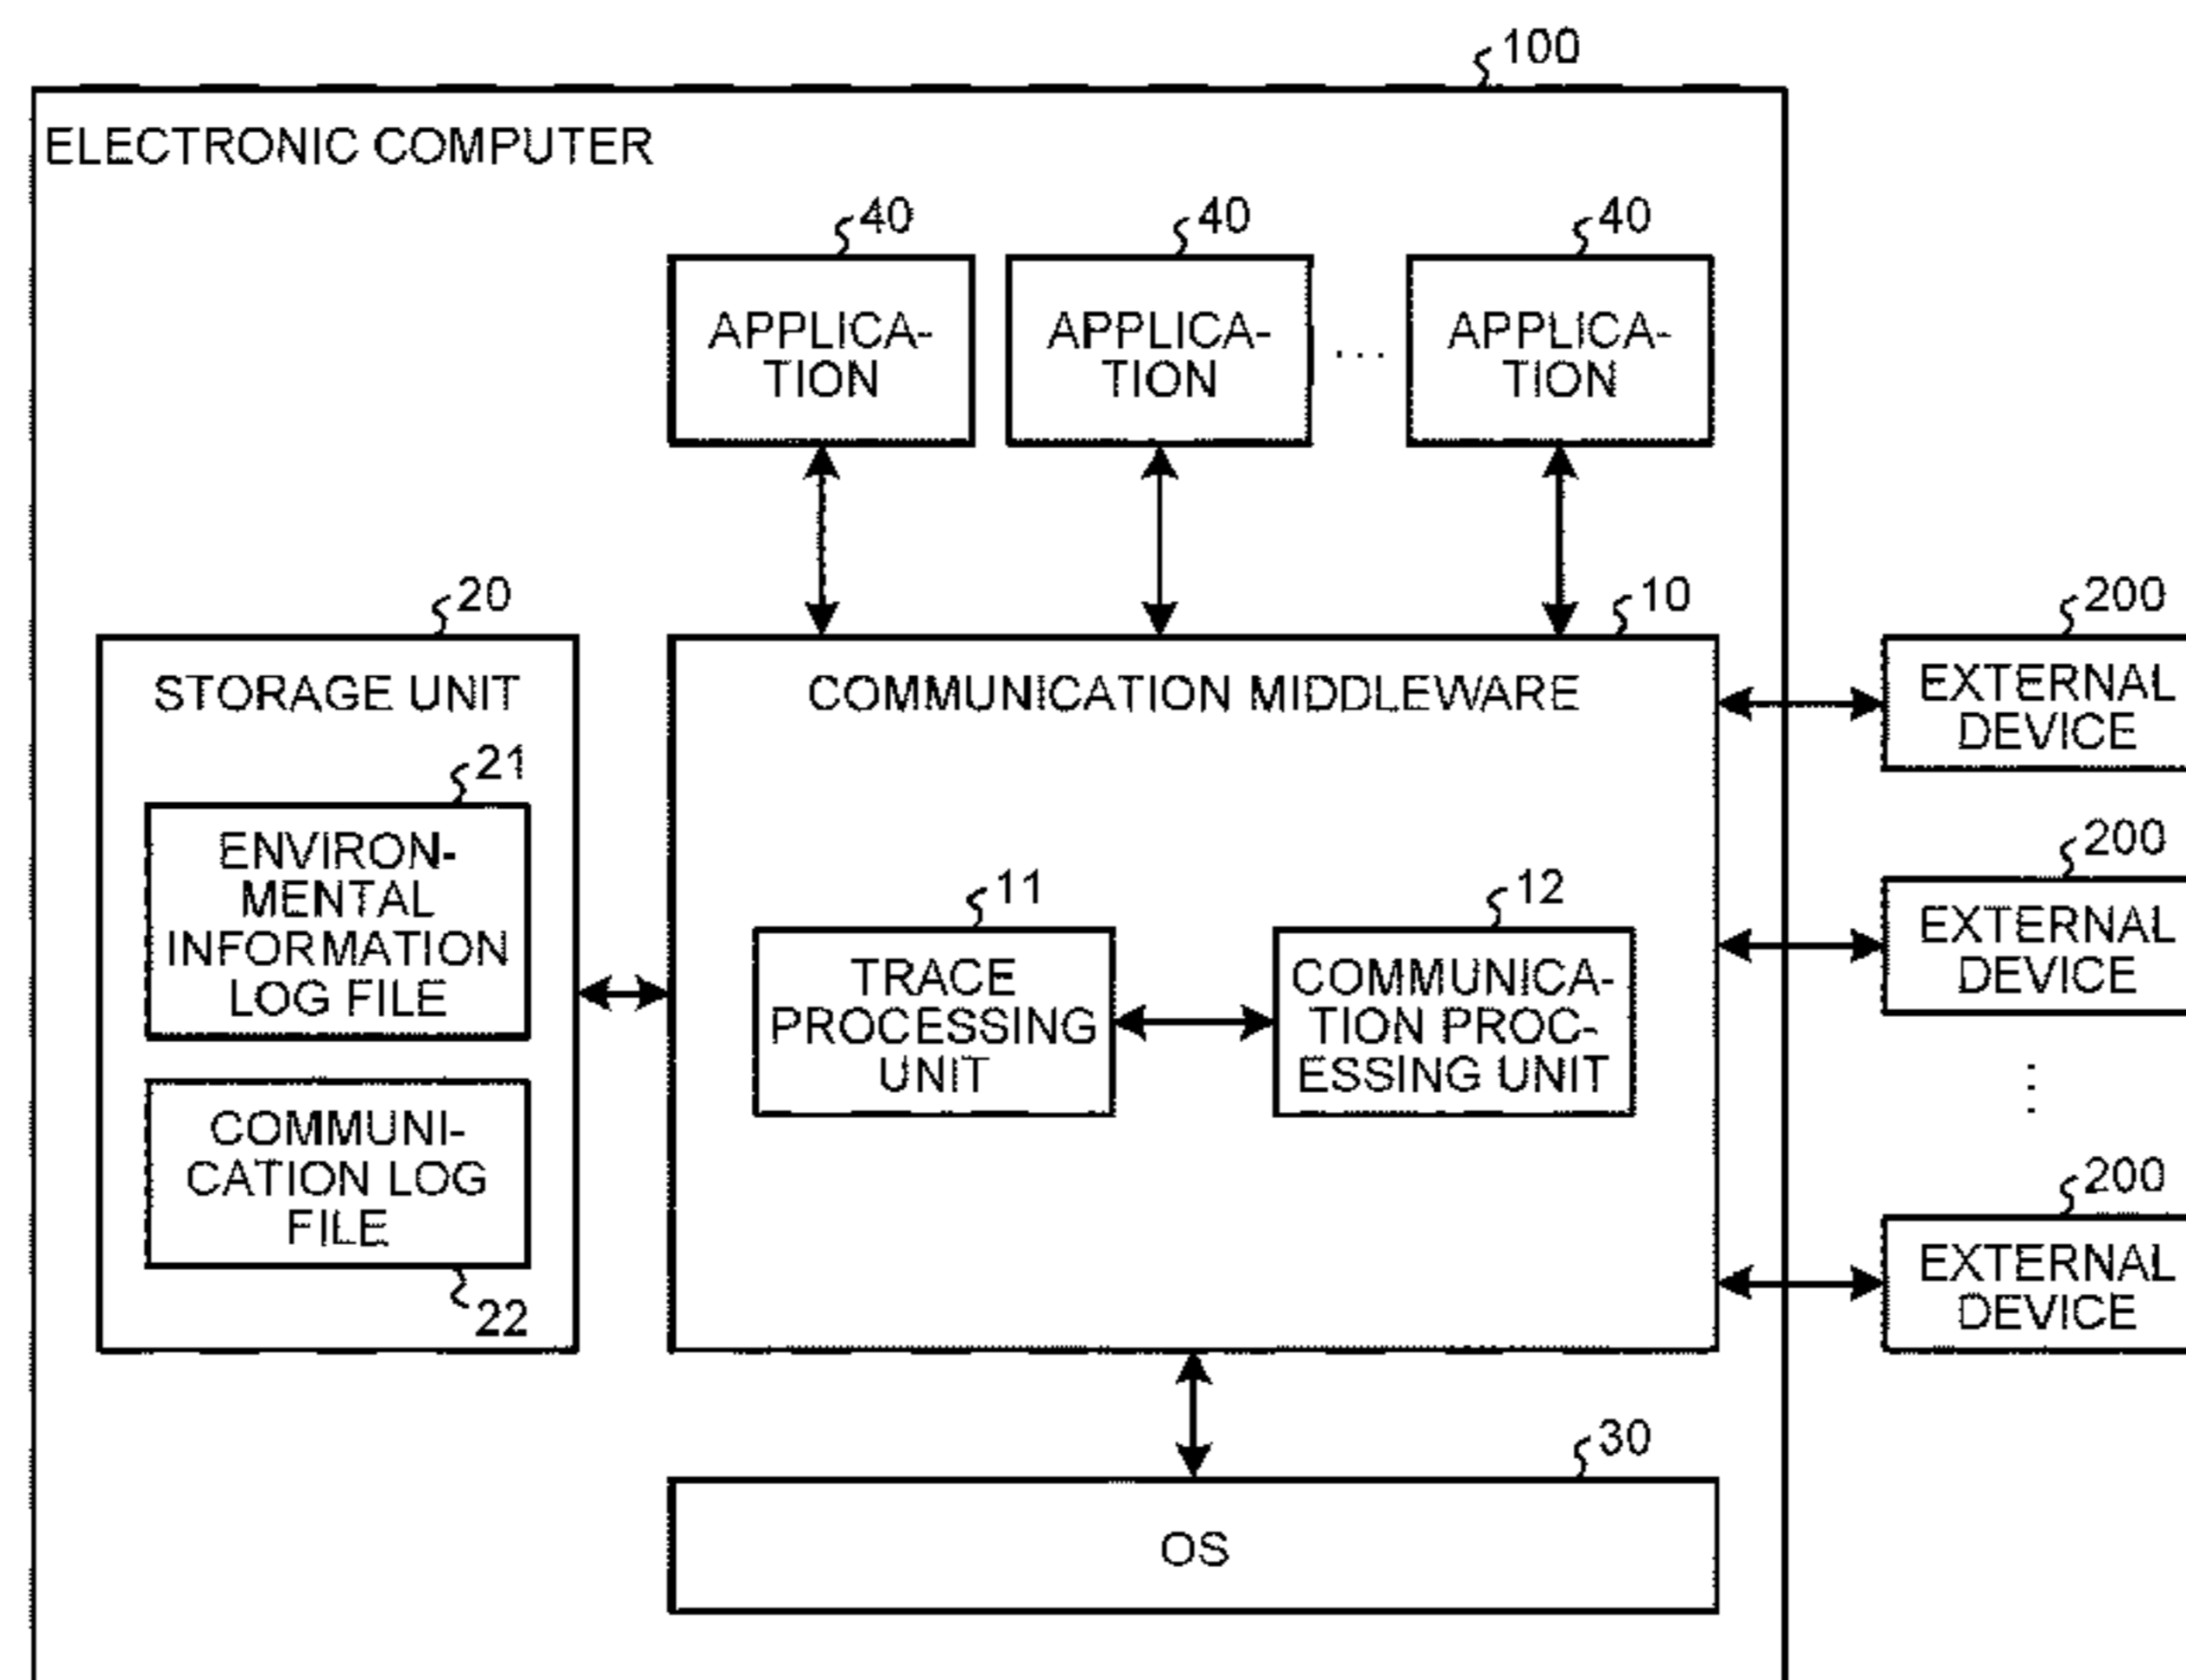 100
ELECTRONIC COMPUTER
40
40
40
APPLICA-
TION
APPLICA-
TION
...
APPLICA-
TION
20
10
200
STORAGE UNIT
COMMUNICATION MIDDLEWARE
EXTERNAL
DEVICE
21
ENVIRON-
MENTAL
INFORMATION
LOG FILE
11
TRACE
PROCESSING
UNIT
12
COMMUNICA-
TION PROC-
ESSING UNIT
200
EXTERNAL
DEVICE
COMMUNI-
CATION LOG
FILE
22
200
EXTERNAL
DEVICE
30
OS